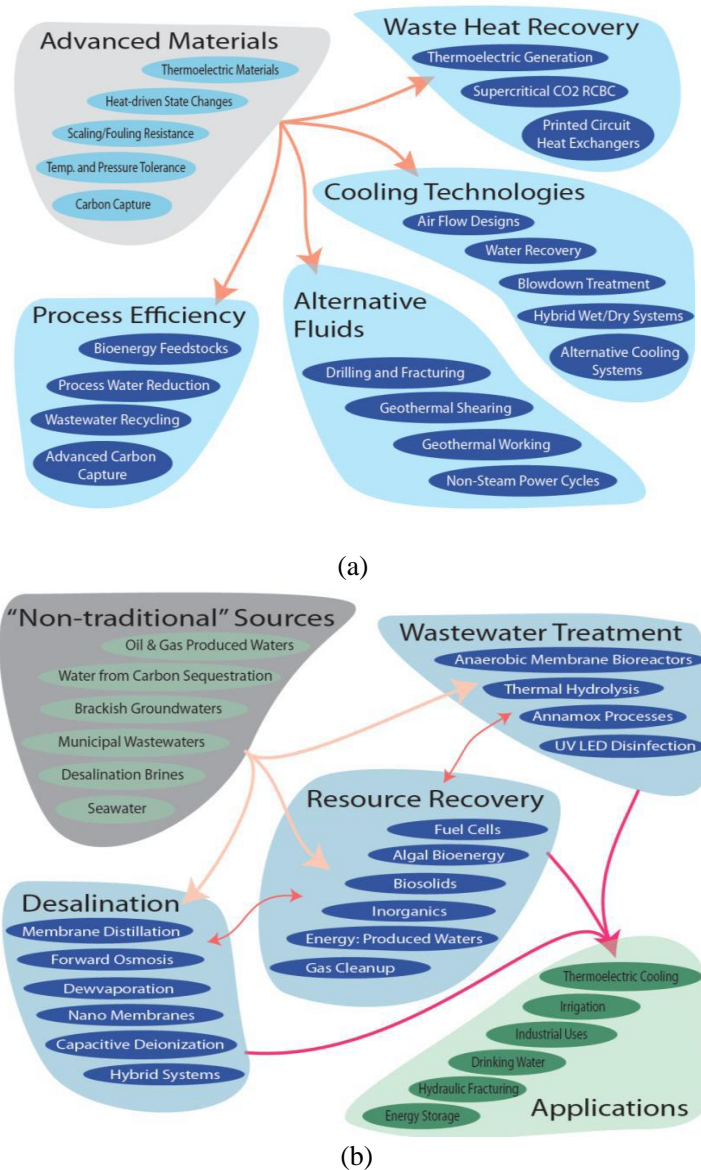 Advanced Materials
Thermoelectric Materials
Heat-driven State Changes
Scaling/Fouling Resistance
Temp. and Pressure Tolerance
Carbon Capture
Waste Heat Recovery
Thermoelectric Generation
Supercritical CO2 RCBC
Printed Circuit
Heat Exchangers
Cooling Technologies
Air Flow Designs
Water Recovery
Blowdown Treatment
Hybrid Wet/Dry Systems
Alternative Cooling
Systems
Process Efficiency
Bioenergy Feedstocks
Process Water Reduction
Wastewater Recycling
Advanced Carbon
Capture
Alternative
Fluids
Drilling and Fracturing
Geothermal Shearing
Geothermal Working
Non-Steam Power Cycles
(a)
"Non-traditional" Sources
Oil & Gas Produced Waters
Water from Carbon Sequestration
Brackish Groundwaters
Municipal Wastewaters
Desalination Brines
Seawater
Wastewater Treatment
Anaerobic Membrane Bioreactors
Thermal Hydrolysis
Annamox Processes
UV LED Disinfection
Resource Recovery
Fuel Cells
Algal Bioenergy
Biosolids
Inorganics
Energy: Produced Waters
Gas Cleanup
Desalination
Membrane Distillation
Forward Osmosis
Dewvaporation
Nano Membranes
Capacitive Deionization
Hybrid Systems
Thermoelectric Cooling
Irrigation
Industrial Uses
Drinking Water
Hydraulic Fracturing
Energy Storage
Applications
(b)